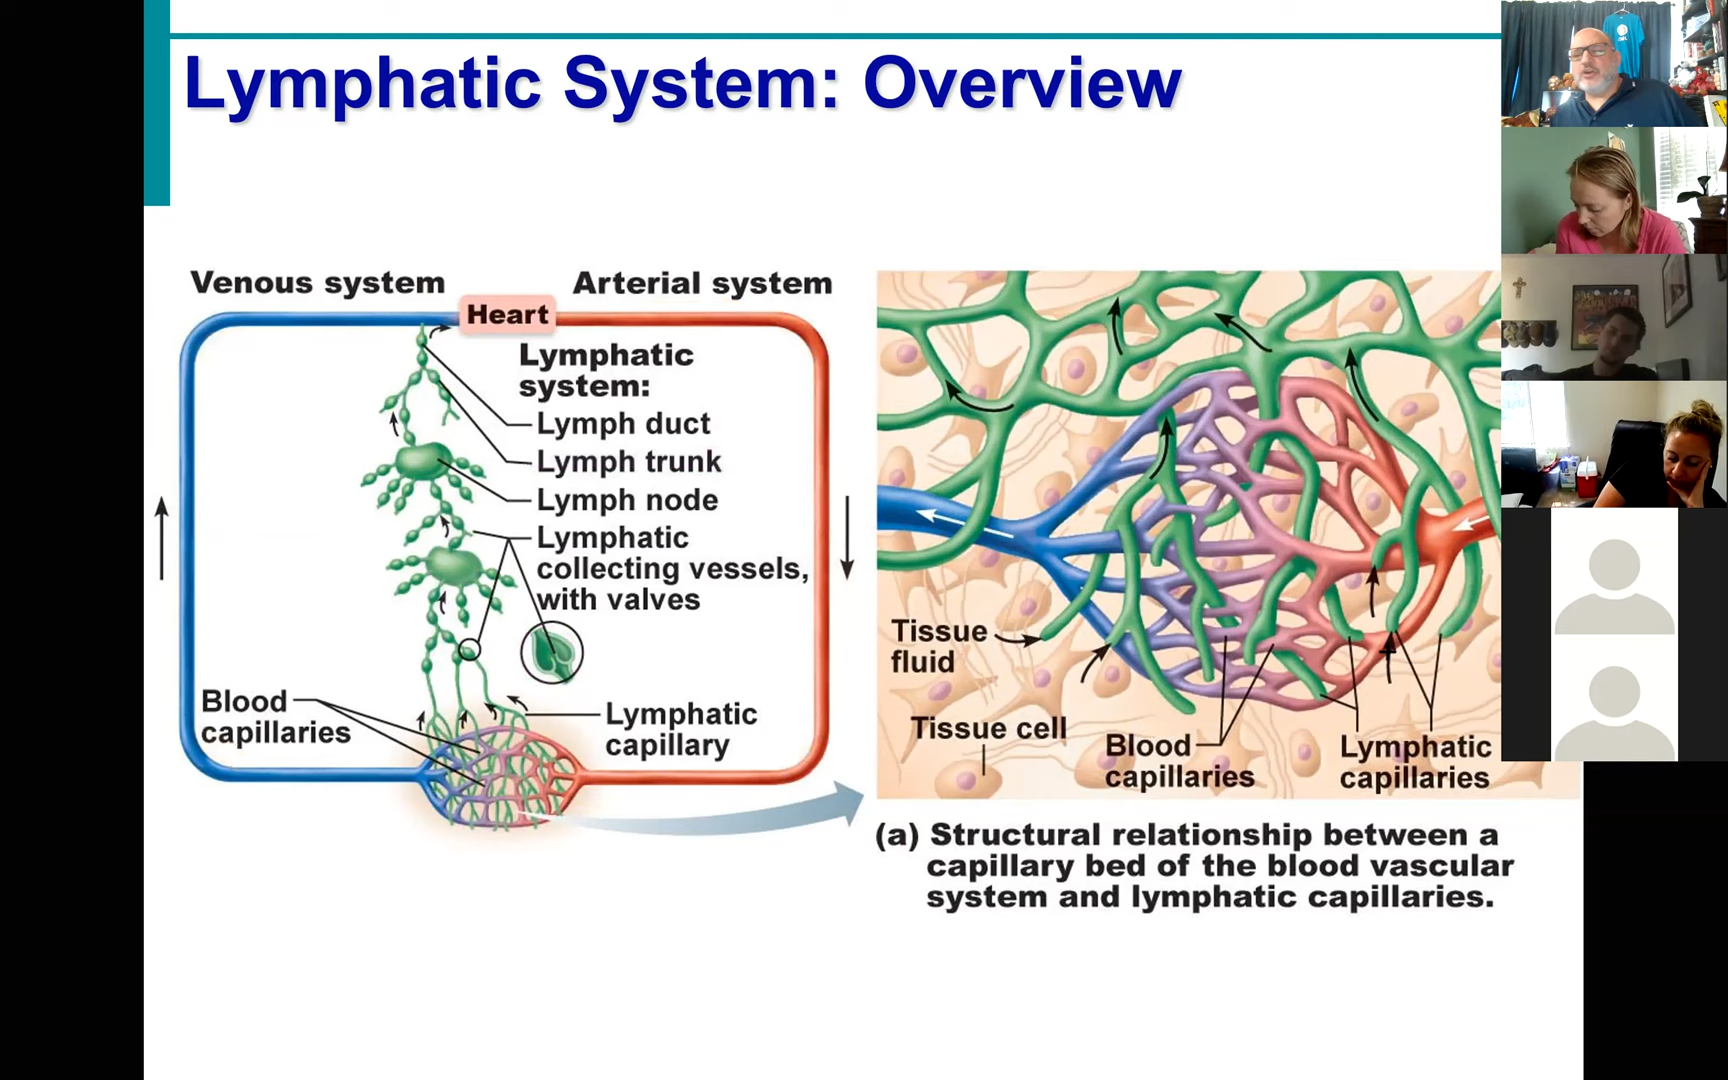 Lymphatic System: Overview
Venous system
Arterial system
Heart
Lymphatic
system:
Lymph duct
Lymph trunk
Lymph node
Lymphatic
collecting vessels,
with valves
Blood
capillaries
Lymphatic
capillary
Tissue
fluid
Tissue cell
Blood
capillaries
Lymphatic
capillaries
(a) Structural relationship between a
capillary bed of the blood vascular
system and lymphatic capillaries.